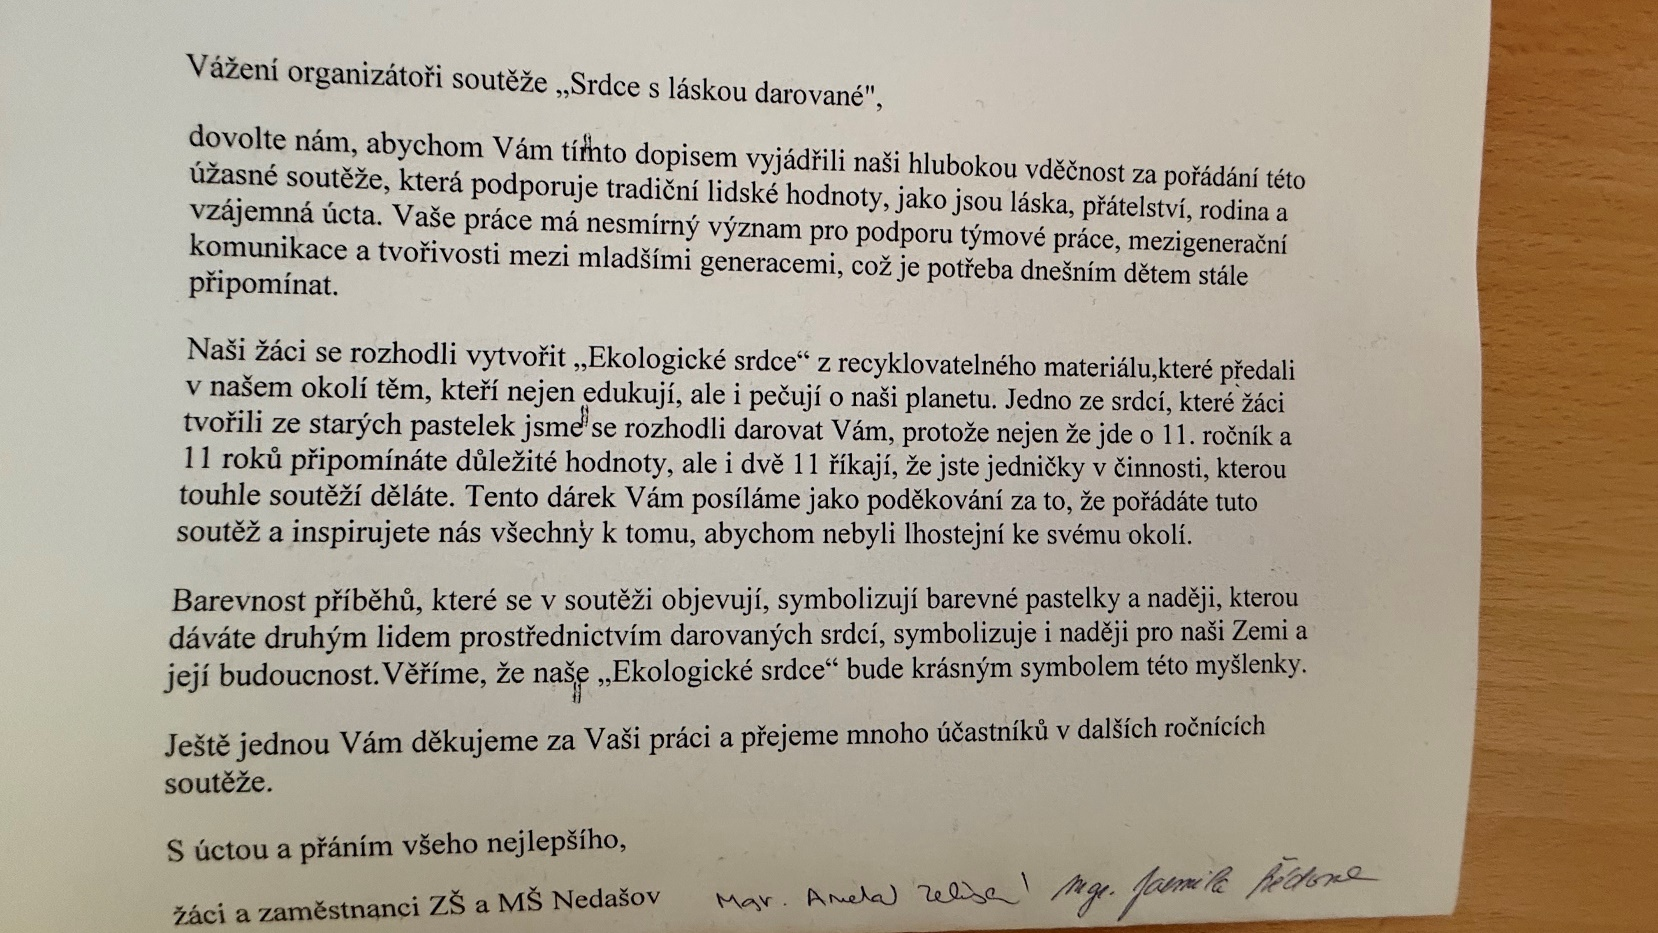 Vážení organizátoři soutěže „Srdce s láskou darované",
dovolte nám, abychom Vám tímto dopisem vyjádřili naši hlubokou vděčnost za pořádání této
úžasné soutěže, která podporuje tradiční lidské hodnoty, jako jsou láska, přátelství, rodina a
vzájemná úcta. Vaše práce má nesmírný význam pro podporu týmové práce, mezigenerační
komunikace a tvořivosti mezi mladšími generacemi, což je potřeba dnešním dětem stále
připomínat.
Naši žáci se rozhodli vytvořit „Ekologické srdce“ z recyklovatelného materiálu,které předali
v našem okolí těm, kteří nejen edukují, ale i pečují o naši planetu. Jedno ze srdcí, které žáci
tvořili ze starých pastelek jsme se rozhodli darovat Vám, protože nejen že jde o 11. ročník a
11 roků připomínáte důležité hodnoty, ale i dvě 11 říkají, že jste jedničky v činnosti, kterou
touhle soutěží děláte. Tento dárek Vám posíláme jako poděkování za to, že pořádáte tuto
soutěž a inspirujete nás všechny k tomu, abychom nebyli lhostejní ke svému okolí.
Barevnost příběhů, které se v soutěži objevují, symbolizují barevné pastelky a naději, kterou
dáváte druhým lidem prostřednictvím darovaných srdcí, symbolizuje i naději pro naši Zemi a
její budoucnost.Věříme, že naše „Ekologické srdce“ bude krásným symbolem této myšlenky.
Ještě jednou Vám děkujeme za Vaši práci a přejeme mnoho účastníků v dalších ročnících
soutěže.
S úctou a přáním všeho nejlepšího,
žáci a zaměstnanci ZŠ a MŠ Nedašov Mgr. Jarmila